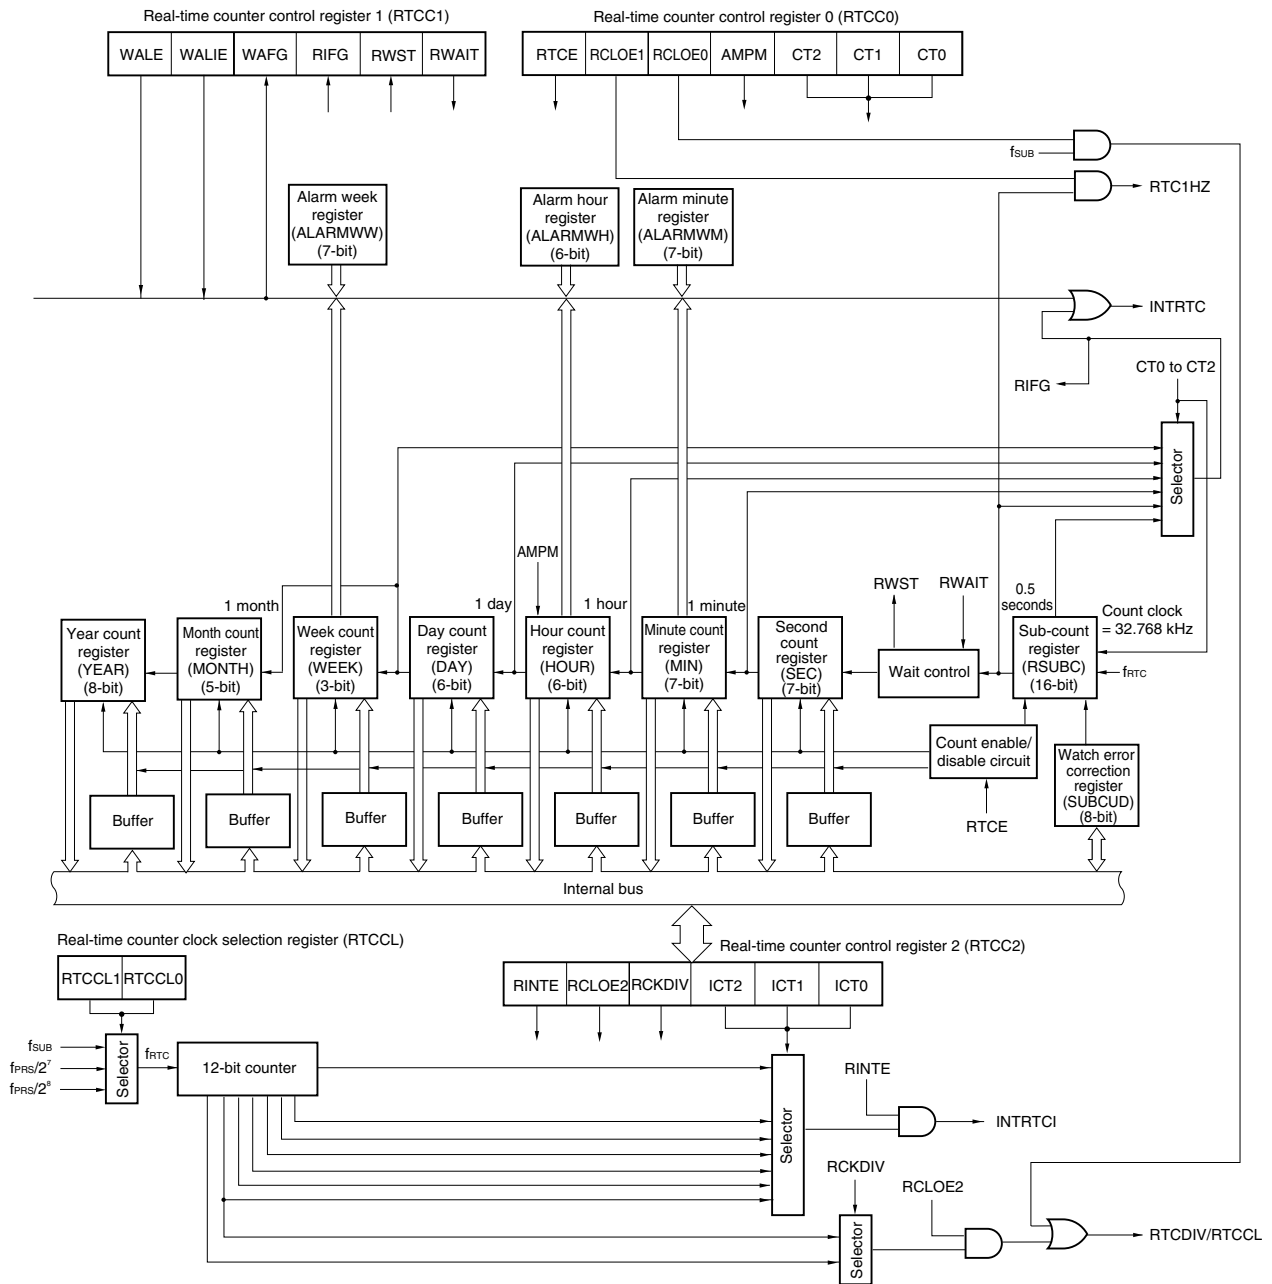 Real-time counter control register 1 (RTCC1)
Real-time counter control register 0 (RTCC0)
WALE WALIE WAFG RIFG RWST RWAIT
RTCE RCLOE1 RCLOE0 AMPM CT2 CT1 CT0
fSUB
RTC1HZ
Alarm week
register
(ALARMWW)
(7-bit)
Alarm hour
register
(ALARMWH)
(6-bit)
Alarm minute
register
(ALARMWM)
(7-bit)
INTRTC
RIFG
CT0 to CT2
Selector
AMPM
RWST
RWAIT
0.5
seconds
Count clock
= 32.768 kHz
1 month
1 day
1 hour
1 minute
Year count
register
(YEAR)
(8-bit)
Month count
register
(MONTH)
(5-bit)
Week count
register
(WEEK)
(3-bit)
Day count
register
(DAY)
(6-bit)
Hour count
register
(HOUR)
(6-bit)
Minute count
register
(MIN)
(7-bit)
Second
count
register
(SEC)
(7-bit)
Wait control
Sub-count
register
(RSUBC)
(16-bit)
fRTC
Count enable/
disable circuit
RTCE
Watch error
correction
register
(SUBCUD)
(8-bit)
Buffer
Buffer
Buffer
Buffer
Buffer
Buffer
Buffer
Internal bus
Real-time counter clock selection register (RTCCL)
Real-time counter control register 2 (RTCC2)
RTCCL1 RTCCL0
RINTE RCLOE2 RCKDIV ICT2 ICT1 ICT0
fSUB
fPRS/2⁷
fPRS/2⁸
Selector
fRTC
12-bit counter
Selector
RINTE
INTRTCI
RCKDIV
RCLOE2
Selector
RTCDIV/RTCCL